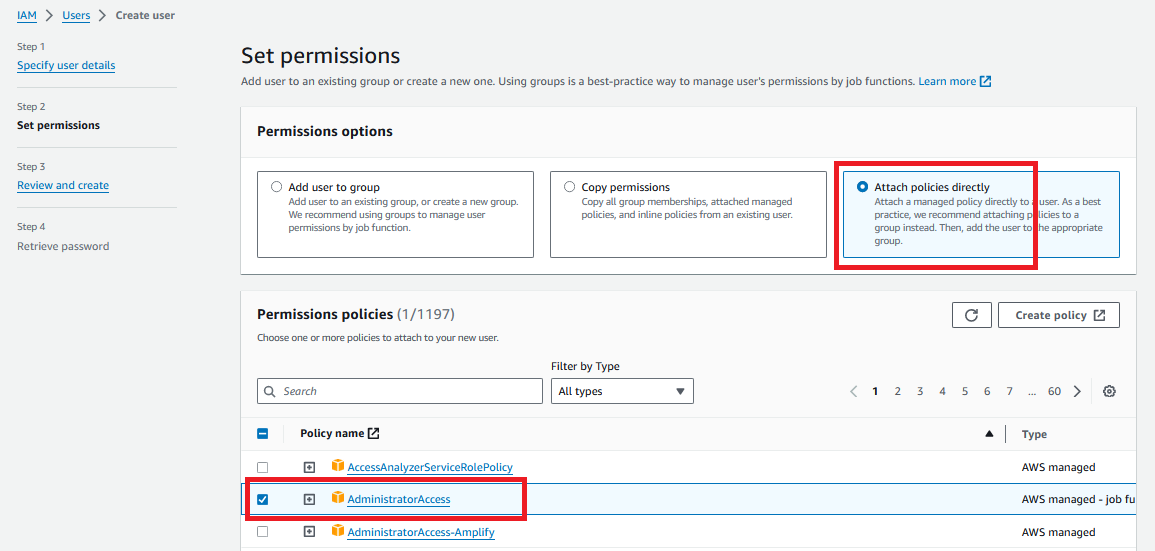 IAM > Users > Create user
Step 1
Specify user details
Step 2
Set permissions
Step 3
Review and create
Step 4
Retrieve password
Set permissions
Add user to an existing group or create a new one. Using groups is a best-practice way to manage user's permissions by job functions. Learn more
Permissions options
Add user to group
Add user to an existing group, or create a new group.
We recommend using groups to manage user
permissions by job function.
Copy permissions
Copy all group memberships, attached managed
policies, and inline policies from an existing user.
Attach policies directly
Attach a managed policy directly to a user. As a best
practice, we recommend attaching policies to a
group instead. Then, add the user to the appropriate
group.
Permissions policies (1/1197)
Choose one or more policies to attach to your new user.
Create policy
Filter by Type
Search
All types
1 2 3 4 5 6 7 ... 60
Policy name
Type
AccessAnalyzerServiceRolePolicy
AWS managed
AdministratorAccess
AWS managed - job fu
AdministratorAccess-Amplify
AWS managed